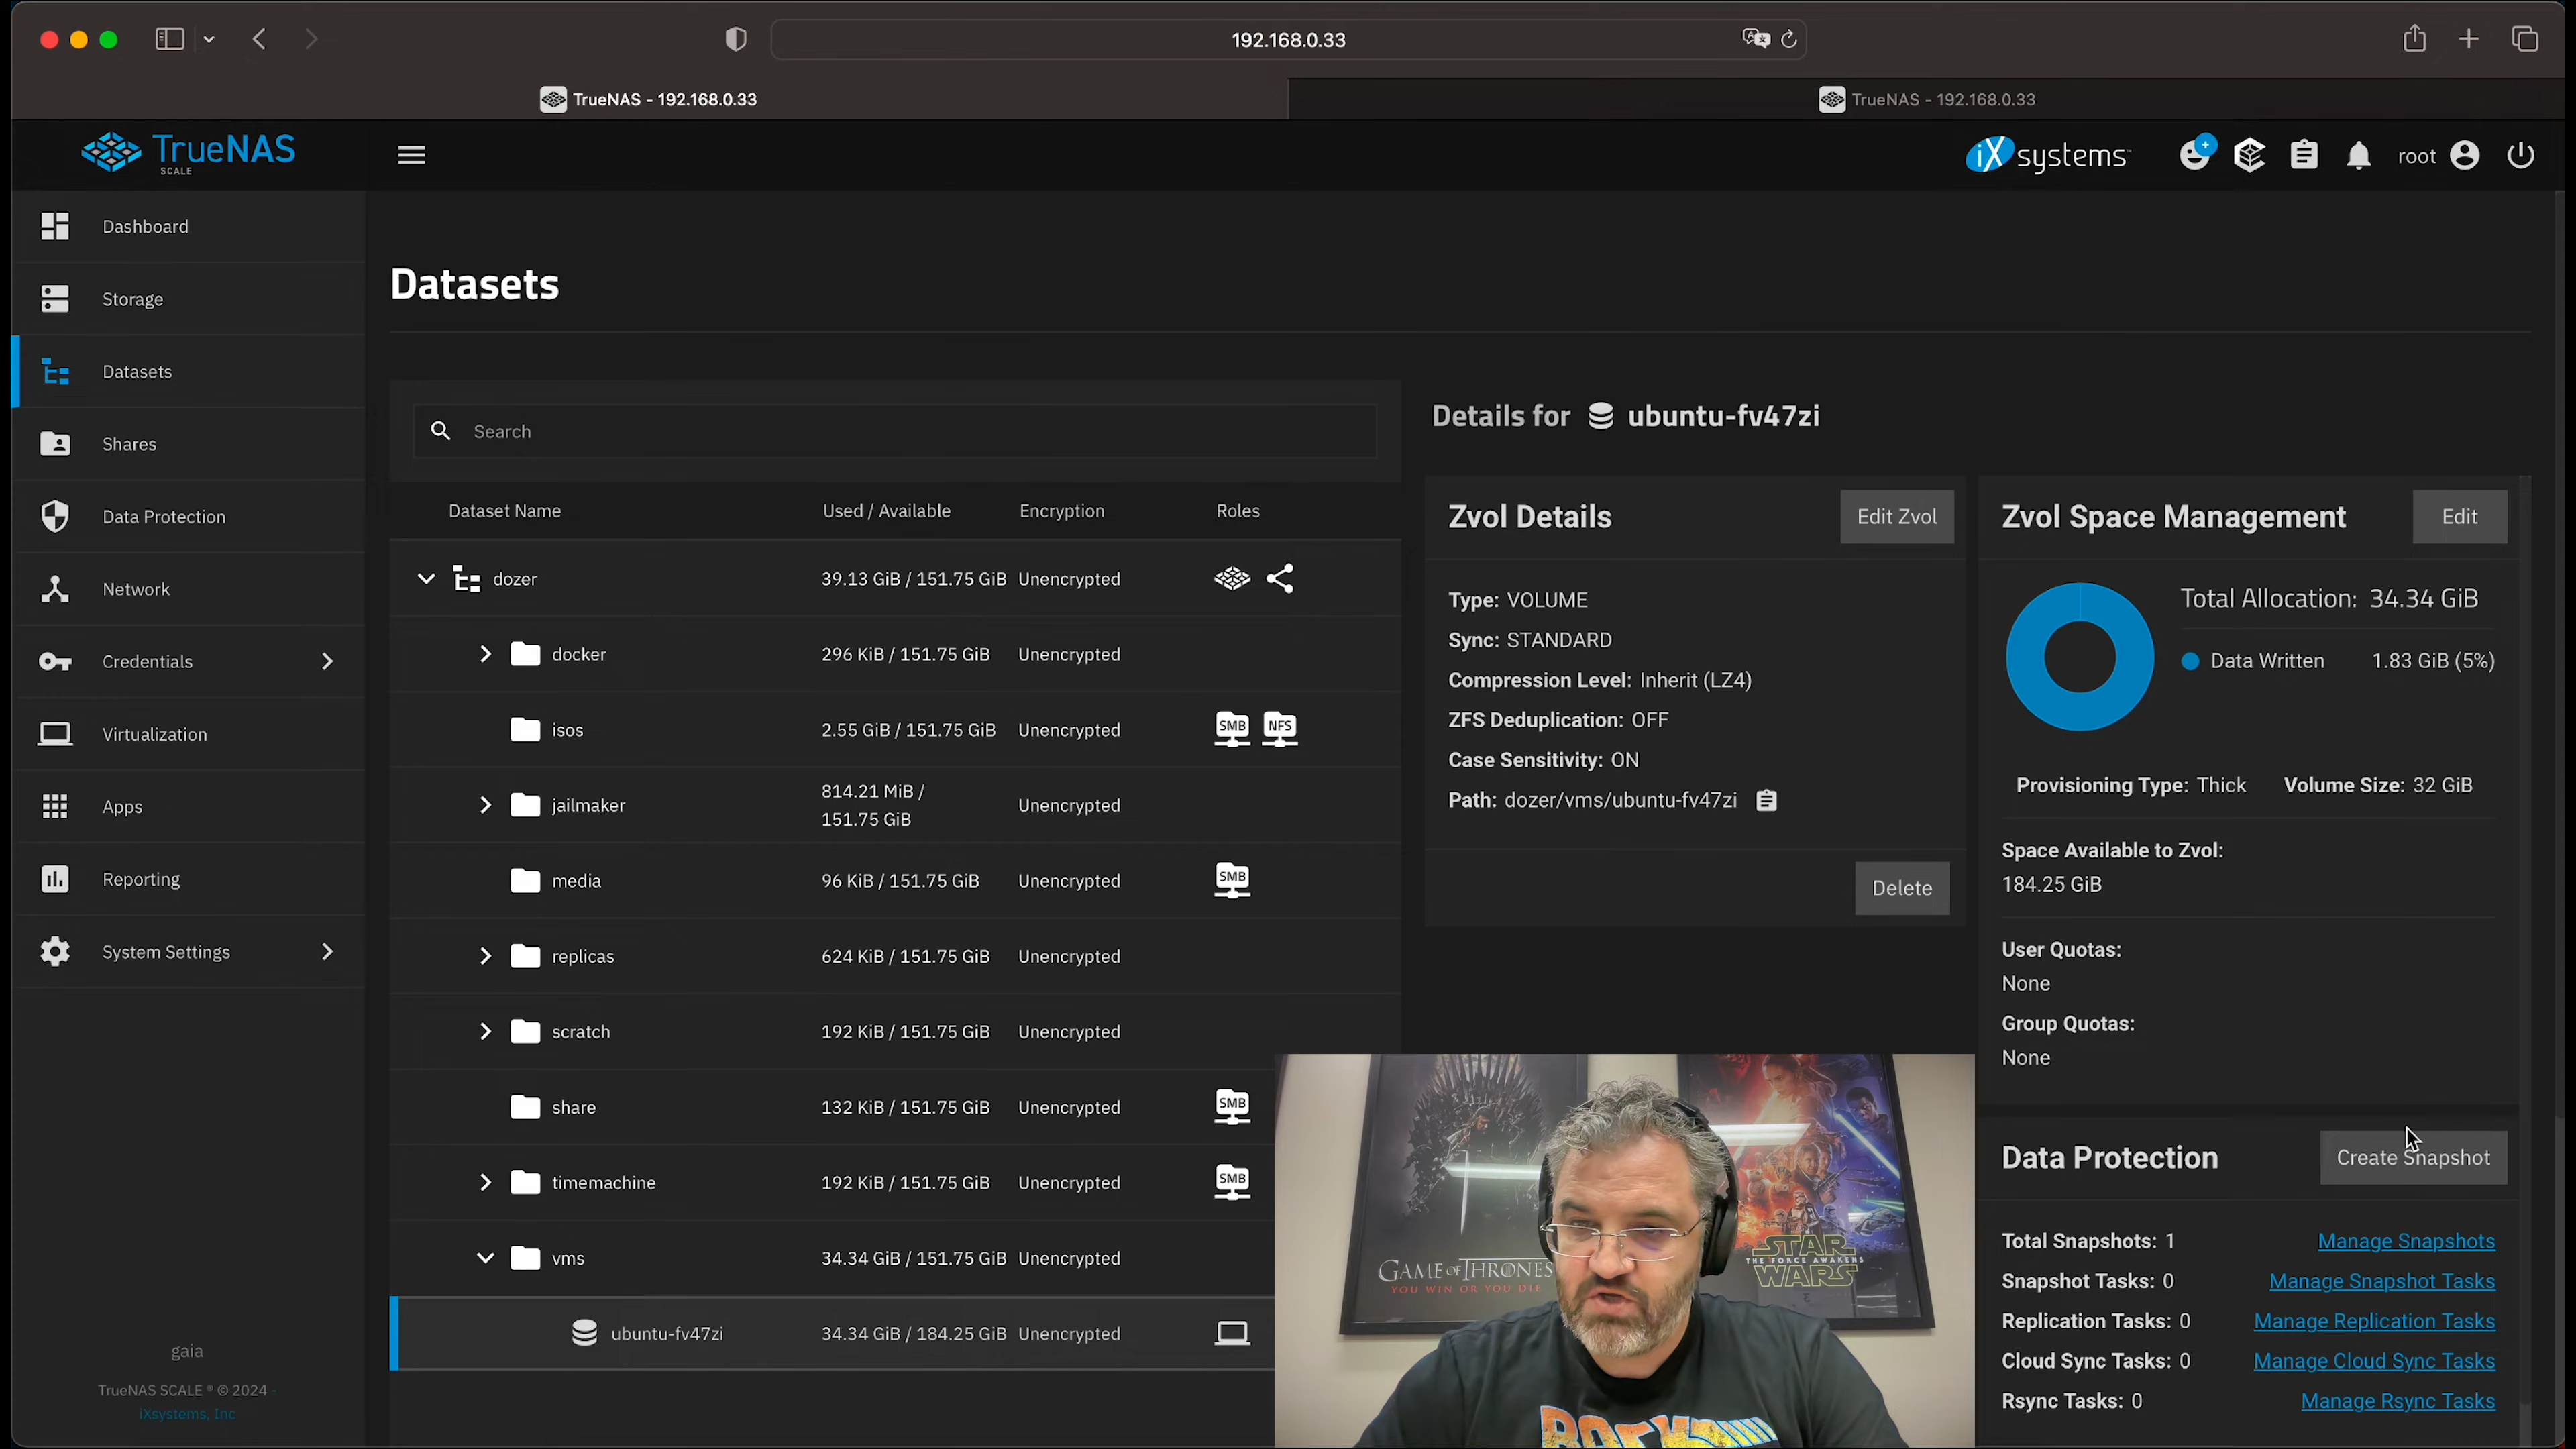 192.168.0.33
TrueNAS - 192.168.0.33
TrueNAS - 192.168.0.33
TrueNAS
SCALE
iX systems™
root
Dashboard
Storage
Datasets
Shares
Data Protection
Network
Credentials
Virtualization
Apps
Reporting
System Settings
gaia
TrueNAS SCALE ® © 2024 -
iXsystems, Inc
Datasets
Search
Dataset Name Used / Available Encryption Roles
dozer 39.13 GiB / 151.75 GiB Unencrypted
docker 296 KiB / 151.75 GiB Unencrypted
isos 2.55 GiB / 151.75 GiB Unencrypted SMB NFS
jailmaker 814.21 MiB / 151.75 GiB Unencrypted
media 96 KiB / 151.75 GiB Unencrypted SMB
replicas 624 KiB / 151.75 GiB Unencrypted
scratch 192 KiB / 151.75 GiB Unencrypted
share 132 KiB / 151.75 GiB Unencrypted SMB
timemachine 192 KiB / 151.75 GiB Unencrypted SMB
vms 34.34 GiB / 151.75 GiB Unencrypted
ubuntu-fv47zi 34.34 GiB / 184.25 GiB Unencrypted
Details for ubuntu-fv47zi
Zvol Details Edit Zvol
Type: VOLUME
Sync: STANDARD
Compression Level: Inherit (LZ4)
ZFS Deduplication: OFF
Case Sensitivity: ON
Path: dozer/vms/ubuntu-fv47zi
Delete
Zvol Space Management Edit
Total Allocation: 34.34 GiB
Data Written 1.83 GiB (5%)
Provisioning Type: Thick Volume Size: 32 GiB
Space Available to Zvol:
184.25 GiB
User Quotas:
None
Group Quotas:
None
Data Protection Create Snapshot
Total Snapshots: 1 Manage Snapshots
Snapshot Tasks: 0 Manage Snapshot Tasks
Replication Tasks: 0 Manage Replication Tasks
Cloud Sync Tasks: 0 Manage Cloud Sync Tasks
Rsync Tasks: 0 Manage Rsync Tasks
GAME OF THRONES
YOU WIN OR YOU DIE
STAR
THE FORCE AWAKENS
WARS